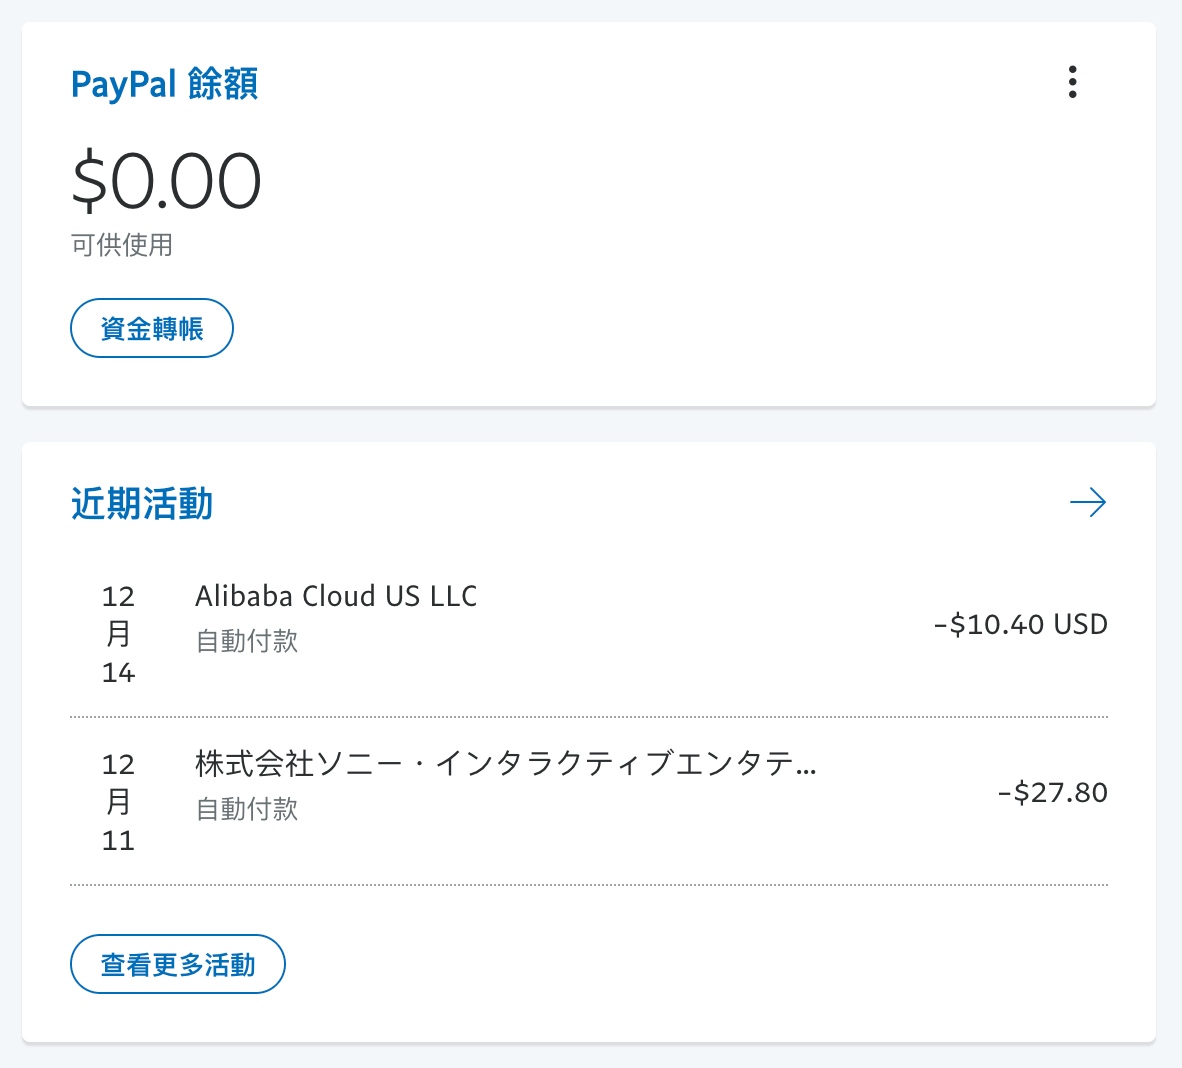 PayPal 餘額
$0.00
可供使用
資金轉帳
近期活動
12
月
14
Alibaba Cloud US LLC
自動付款
-$10.40 USD
12
月
11
株式会社ソニー・インタラクティブエンタテ...
自動付款
-$27.80
查看更多活動